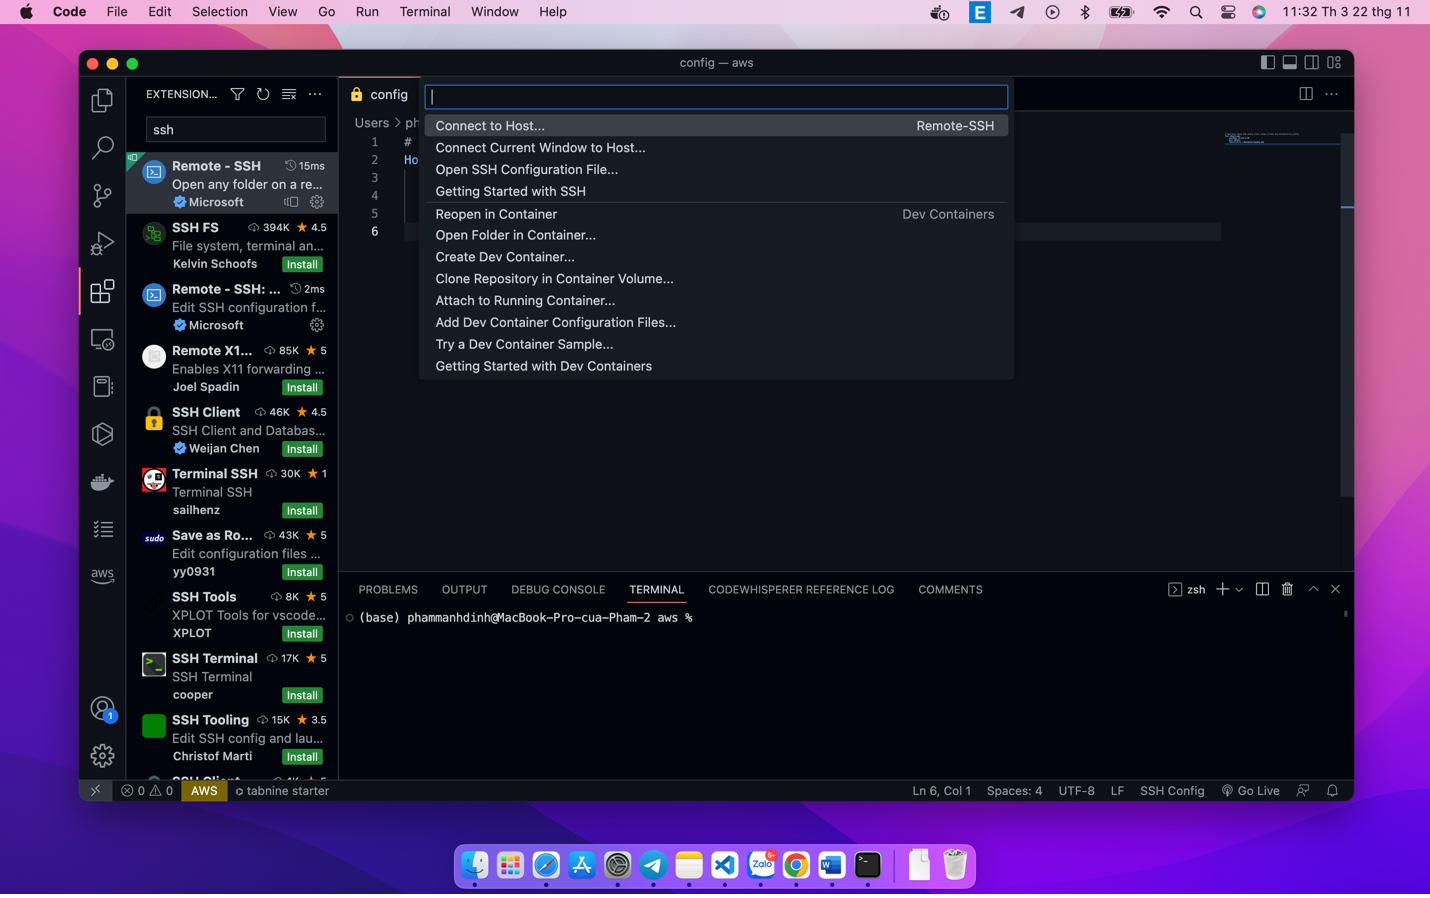 Code File Edit Selection View Go Run Terminal Window Help
E
11:32 Th 3 22 thg 11
config — aws
EXTENSION...
ssh
Remote - SSH 15ms
Open any folder on a re...
Microsoft
SSH FS 394K 4.5
File system, terminal an...
Kelvin Schoofs Install
Remote - SSH: ... 2ms
Edit SSH configuration f...
Microsoft
Remote X1... 85K 5
Enables X11 forwarding ...
Joel Spadin Install
SSH Client 46K 4.5
SSH Client and Databas...
Weijan Chen Install
Terminal SSH 30K 1
Terminal SSH
sailhenz Install
sudo
Save as Ro... 43K 5
Edit configuration files ...
yy0931 Install
SSH Tools 8K 5
XPLOT Tools for vscode...
XPLOT Install
SSH Terminal 17K 5
SSH Terminal
cooper Install
SSH Tooling 15K 3.5
Edit SSH config and lau...
Christof Marti Install
aws
1
config
Users > ph
1 #
2 Ho
3
4
5
6
Connect to Host... Remote-SSH
Connect Current Window to Host...
Open SSH Configuration File...
Getting Started with SSH
Reopen in Container Dev Containers
Open Folder in Container...
Create Dev Container...
Clone Repository in Container Volume...
Attach to Running Container...
Add Dev Container Configuration Files...
Try a Dev Container Sample...
Getting Started with Dev Containers
PROBLEMS OUTPUT DEBUG CONSOLE TERMINAL CODEWHISPERER REFERENCE LOG COMMENTS
zsh
(base) phammanhdinh@MacBook-Pro-cua-Pham-2 aws %
0 0 AWS tabnine starter
Ln 6, Col 1 Spaces: 4 UTF-8 LF SSH Config Go Live
Zalo
5+
W